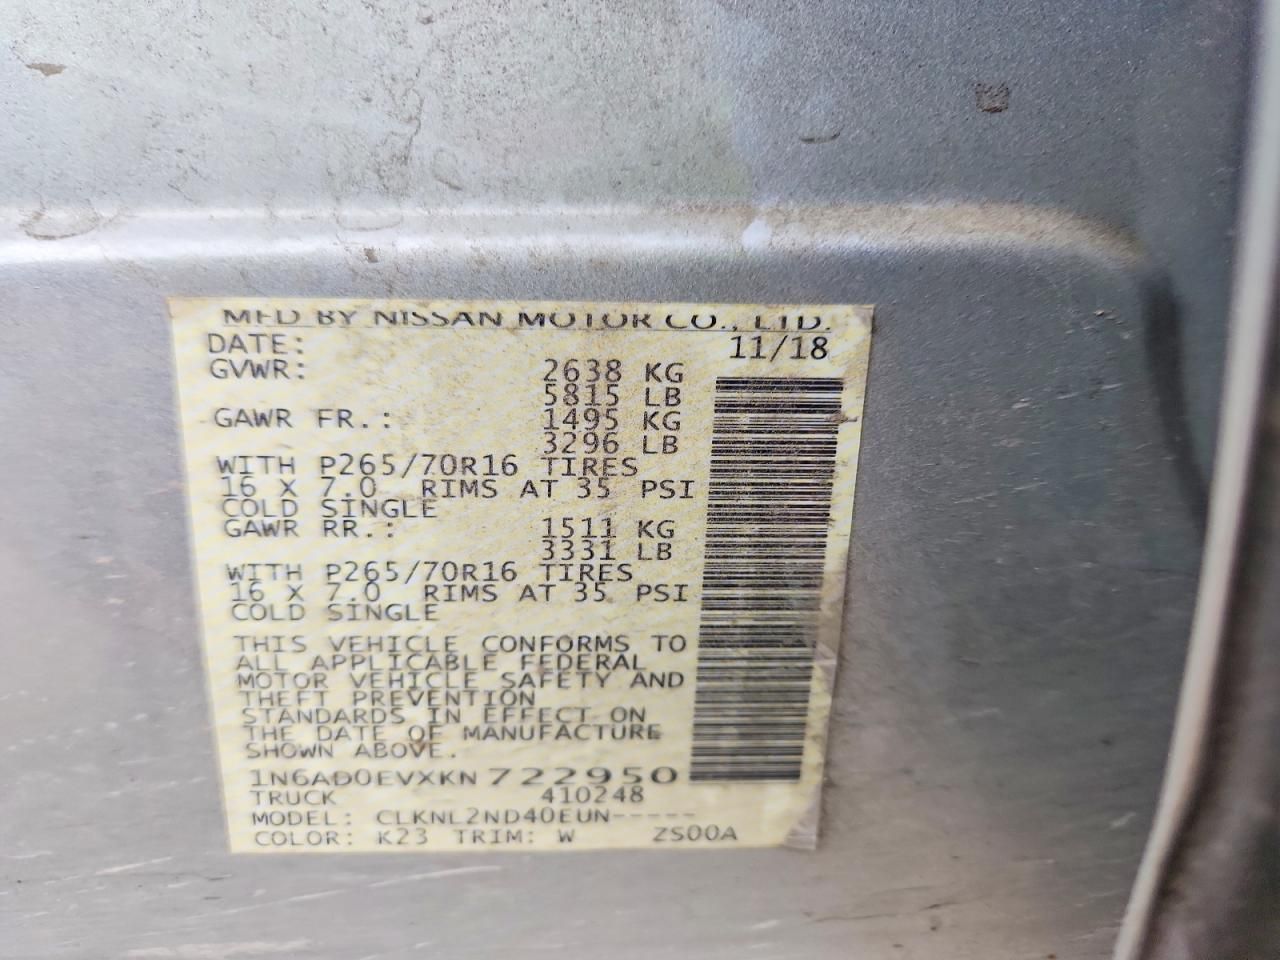 MFD BY NISSAN MOTOR CO., LTD.
DATE: 11/18
GVWR: 2638 KG
5815 LB
GAWR FR.: 1495 KG
3296 LB
WITH P265/70R16 TIRES
16 X 7.0 RIMS AT 35 PSI
COLD SINGLE
GAWR RR.: 1511 KG
3331 LB
WITH P265/70R16 TIRES
16 X 7.0 RIMS AT 35 PSI
COLD SINGLE
THIS VEHICLE CONFORMS TO
ALL APPLICABLE FEDERAL
MOTOR VEHICLE SAFETY AND
THEFT PREVENTION
STANDARDS IN EFFECT ON
THE DATE OF MANUFACTURE
SHOWN ABOVE.
1N6AD0EVXKN722950
TRUCK 410248
MODEL: CLKNL2ND40EUN-----
COLOR: K23 TRIM: W ZS00A